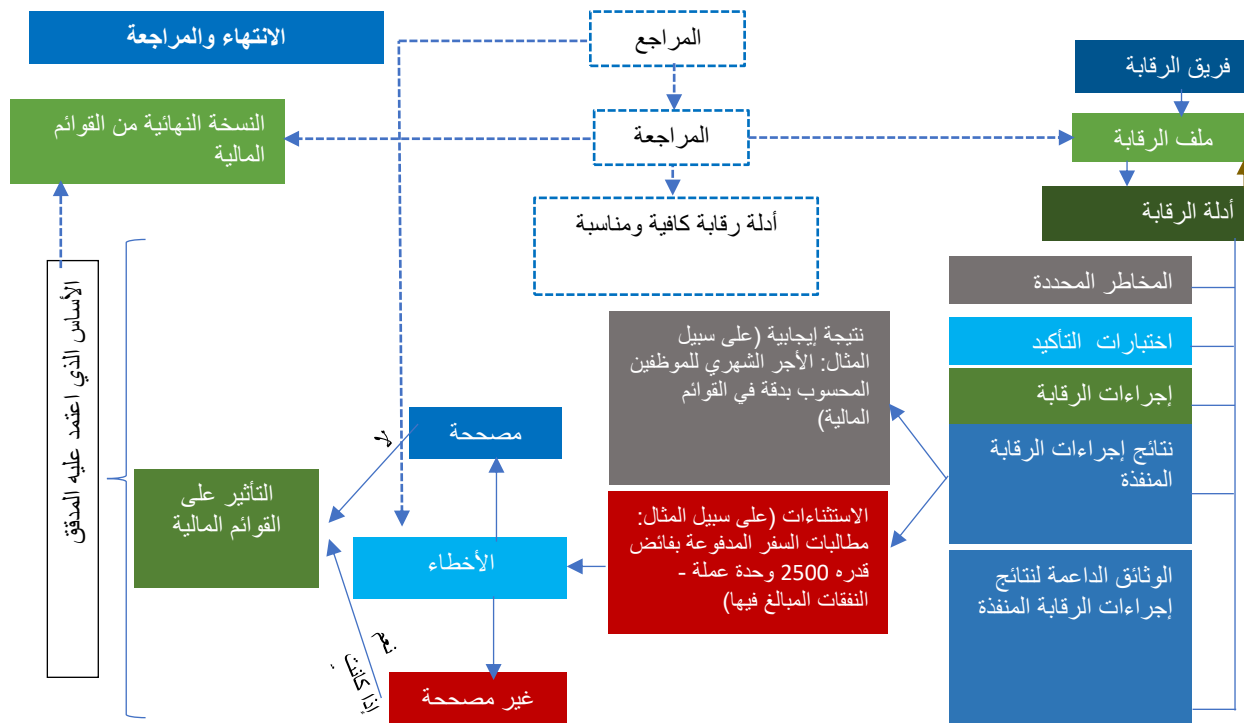 الانتهاء والمراجعة
المراجع
فريق الرقابة
النسخة النهائية من القوائم
المالية
المراجعة
ملف الرقابة
أدلة رقابة كافية ومناسبة
أدلة الرقابة
المخاطر المحددة
اختبارات التأكيد
إجراءات الرقابة
نتائج إجراءات الرقابة
المنفذة
الوثائق الداعمة لنتائج
إجراءات الرقابة المنفذة
نتيجة إيجابية (على سبيل
المثال: الأجر الشهري للموظفين
المحسوب بدقة في القوائم
المالية)
الاستثناءات (على سبيل المثال:
مطالبات السفر المدفوعة بفائض
قدره 2500 وحدة عملة -
النفقات المبالغ فيها)
مصححة
لا
الأخطاء
نعم
إذا كانت
غير مصححة
التأثير على
القوائم المالية
الأساس الذي اعتمد عليه المدقق